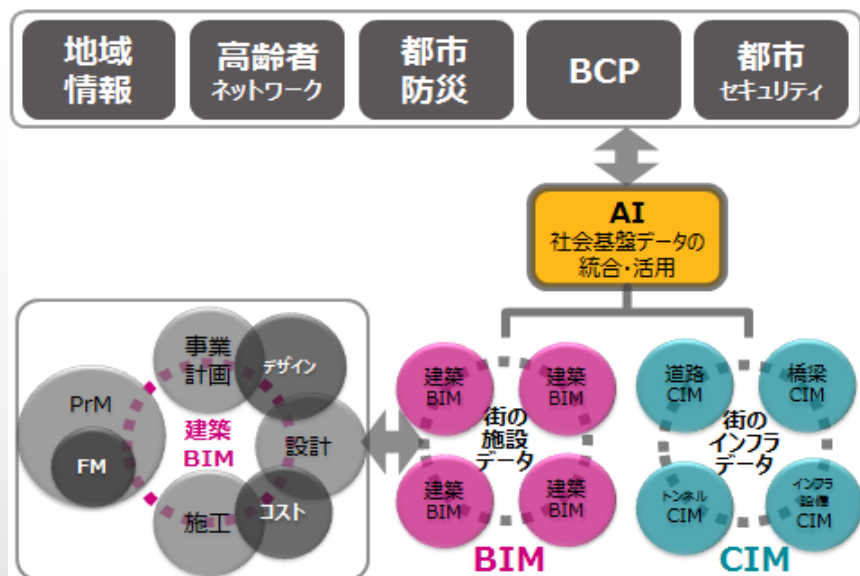 地域
情報
高齢者
ネットワーク
都市
防災
BCP
都市
セキュリティ
AI
社会基盤データの
統合・活用
事業
計画
デザイン
PrM
FM
建築
BIM
設計
施工
コスト
建築
BIM
建築
BIM
街の
施設
データ
建築
BIM
建築
BIM
BIM
道路
CIM
橋梁
CIM
街の
インフラ
データ
トンネル
CIM
インフラ
設備
CIM
CIM